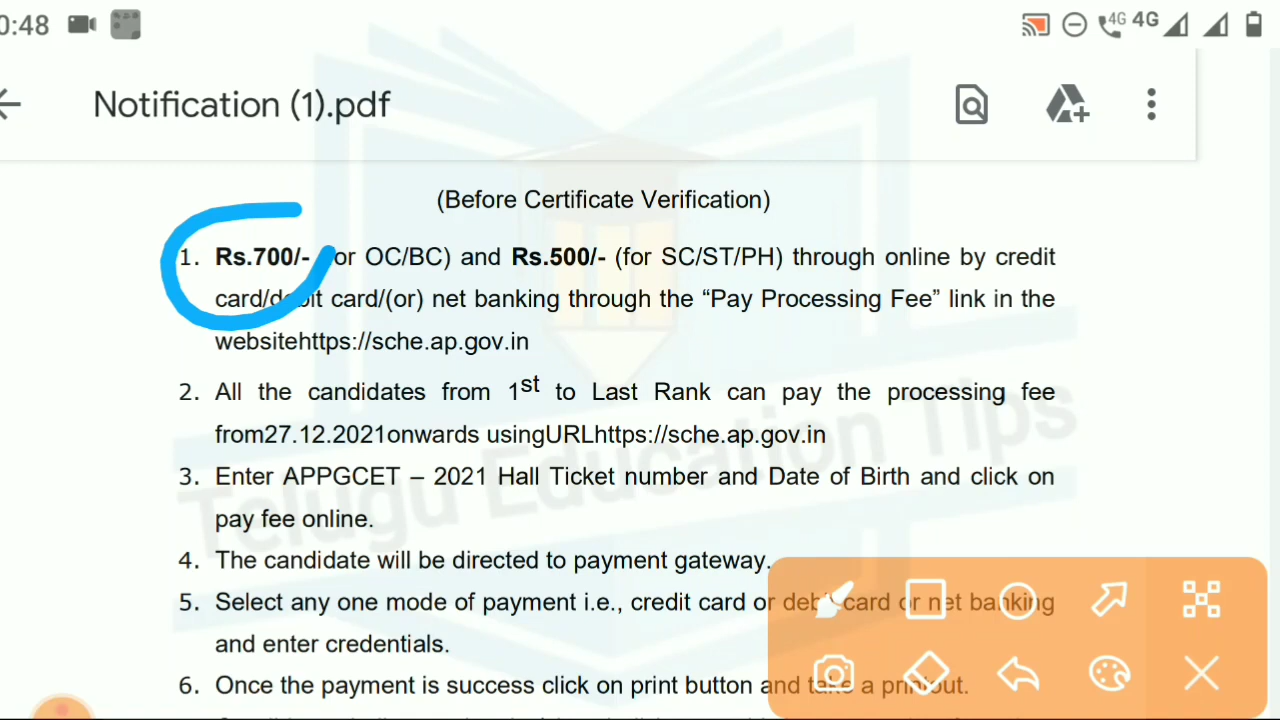 0:48
4G 4G
Notification (1).pdf
(Before Certificate Verification)
1. Rs.700/- or OC/BC) and Rs.500/- (for SC/ST/PH) through online by credit
card/debit card/(or) net banking through the “Pay Processing Fee” link in the
websitehttps://sche.ap.gov.in
2. All the candidates from 1st to Last Rank can pay the processing fee
from27.12.2021onwards usingURLhttps://sche.ap.gov.in
Telugu Education Tips
3. Enter APPGCET – 2021 Hall Ticket number and Date of Birth and click on
pay fee online.
4. The candidate will be directed to payment gateway.
5. Select any one mode of payment i.e., credit card or debit card or net banking
and enter credentials.
6. Once the payment is success click on print button and take a printout.